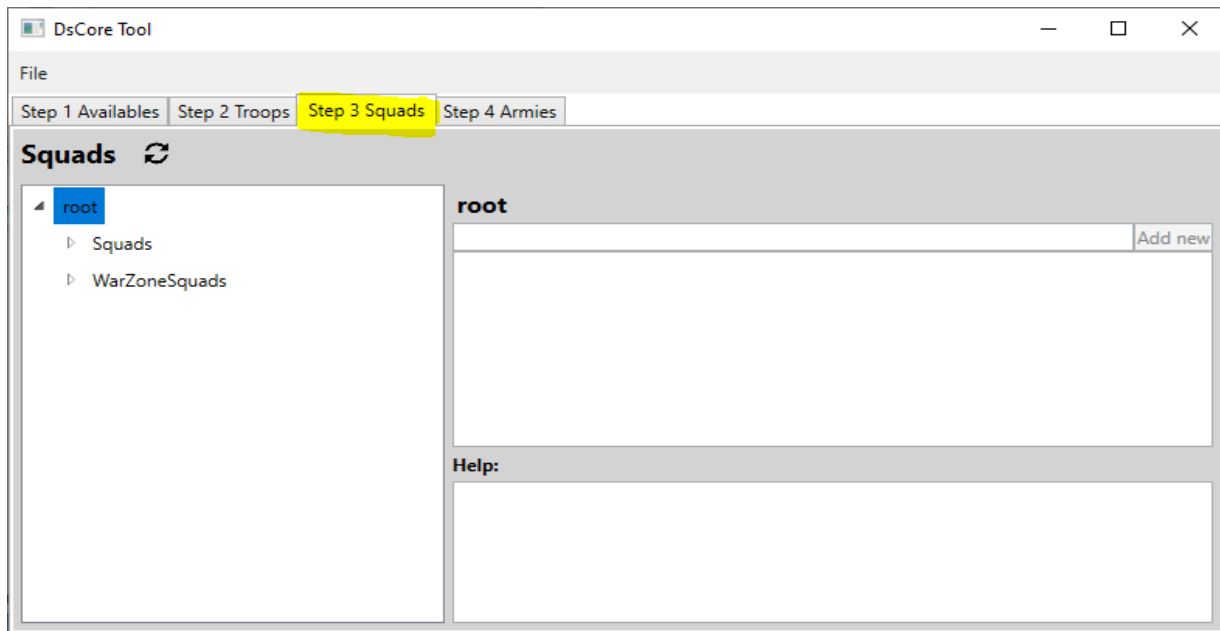 DsCore Tool
File
Step 1 Availables Step 2 Troops Step 3 Squads Step 4 Armies
Squads
root
Squads
WarZoneSquads
root
Add new
Help: